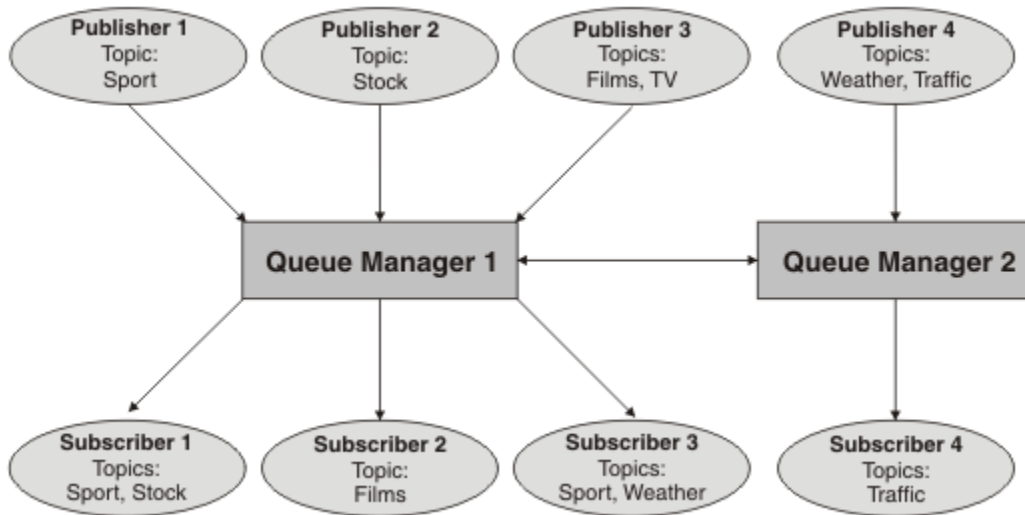 Publisher 1
Topic:
Sport
Publisher 2
Topic:
Stock
Publisher 3
Topics:
Films, TV
Publisher 4
Topics:
Weather, Traffic
Queue Manager 1
Queue Manager 2
Subscriber 1
Topics:
Sport, Stock
Subscriber 2
Topic:
Films
Subscriber 3
Topics:
Sport, Weather
Subscriber 4
Topics:
Traffic